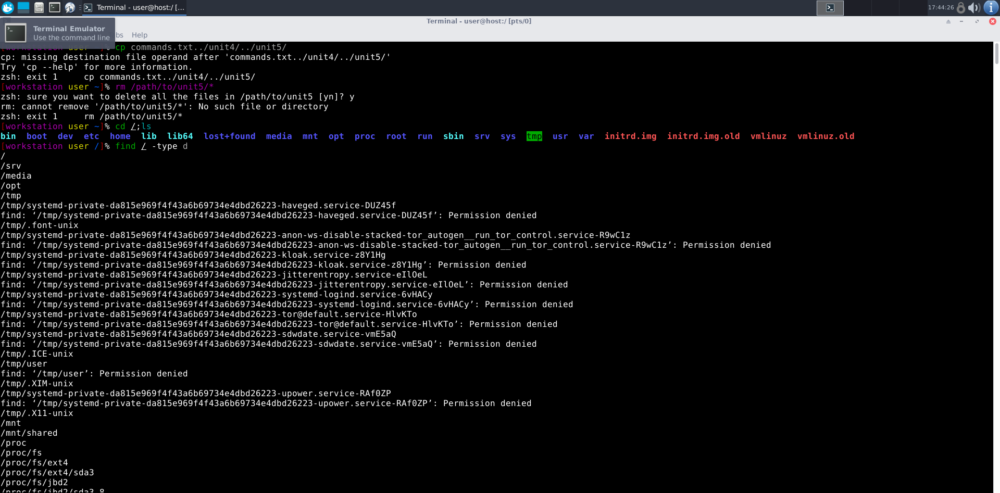 Terminal - user@host:/ [...
17:44:26
Terminal - user@host:/ [pts/0]
Terminal Emulator
Use the command line
bs Help
cp commands.txt../unit4/../unit5/
cp: missing destination file operand after 'commands.txt../unit4/../unit5/'
Try 'cp --help' for more information.
zsh: exit 1     cp commands.txt../unit4/../unit5/
[workstation user ~]% rm /path/to/unit5/*
zsh: sure you want to delete all the files in /path/to/unit5 [yn]? y
rm: cannot remove '/path/to/unit5/*': No such file or directory
zsh: exit 1     rm /path/to/unit5/*
[workstation user ~]% cd /;ls
bin  boot  dev  etc  home  lib  lib64  lost+found  media  mnt  opt  proc  root  run  sbin  srv  sys  tmp  usr  var  initrd.img  initrd.img.old  vmlinuz  vmlinuz.old
[workstation user /]% find / -type d
/
/srv
/media
/opt
/tmp
/tmp/systemd-private-da815e969f4f43a6b69734e4dbd26223-haveged.service-DUZ45f
find: ‘/tmp/systemd-private-da815e969f4f43a6b69734e4dbd26223-haveged.service-DUZ45f’: Permission denied
/tmp/.font-unix
/tmp/systemd-private-da815e969f4f43a6b69734e4dbd26223-anon-ws-disable-stacked-tor_autogen__run_tor_control.service-R9wC1z
find: ‘/tmp/systemd-private-da815e969f4f43a6b69734e4dbd26223-anon-ws-disable-stacked-tor_autogen__run_tor_control.service-R9wC1z’: Permission denied
/tmp/systemd-private-da815e969f4f43a6b69734e4dbd26223-kloak.service-z8Y1Hg
find: ‘/tmp/systemd-private-da815e969f4f43a6b69734e4dbd26223-kloak.service-z8Y1Hg’: Permission denied
/tmp/systemd-private-da815e969f4f43a6b69734e4dbd26223-jitterentropy.service-eIlOeL
find: ‘/tmp/systemd-private-da815e969f4f43a6b69734e4dbd26223-jitterentropy.service-eIlOeL’: Permission denied
/tmp/systemd-private-da815e969f4f43a6b69734e4dbd26223-systemd-logind.service-6vHACy
find: ‘/tmp/systemd-private-da815e969f4f43a6b69734e4dbd26223-systemd-logind.service-6vHACy’: Permission denied
/tmp/systemd-private-da815e969f4f43a6b69734e4dbd26223-tor@default.service-HlvKTo
find: ‘/tmp/systemd-private-da815e969f4f43a6b69734e4dbd26223-tor@default.service-HlvKTo’: Permission denied
/tmp/systemd-private-da815e969f4f43a6b69734e4dbd26223-sdwdate.service-vmE5aQ
find: ‘/tmp/systemd-private-da815e969f4f43a6b69734e4dbd26223-sdwdate.service-vmE5aQ’: Permission denied
/tmp/.ICE-unix
/tmp/user
find: ‘/tmp/user’: Permission denied
/tmp/.XIM-unix
/tmp/systemd-private-da815e969f4f43a6b69734e4dbd26223-upower.service-RAf0ZP
find: ‘/tmp/systemd-private-da815e969f4f43a6b69734e4dbd26223-upower.service-RAf0ZP’: Permission denied
/tmp/.X11-unix
/mnt
/mnt/shared
/proc
/proc/fs
/proc/fs/ext4
/proc/fs/ext4/sda3
/proc/fs/jbd2
/proc/fs/jbd2/sda3-8